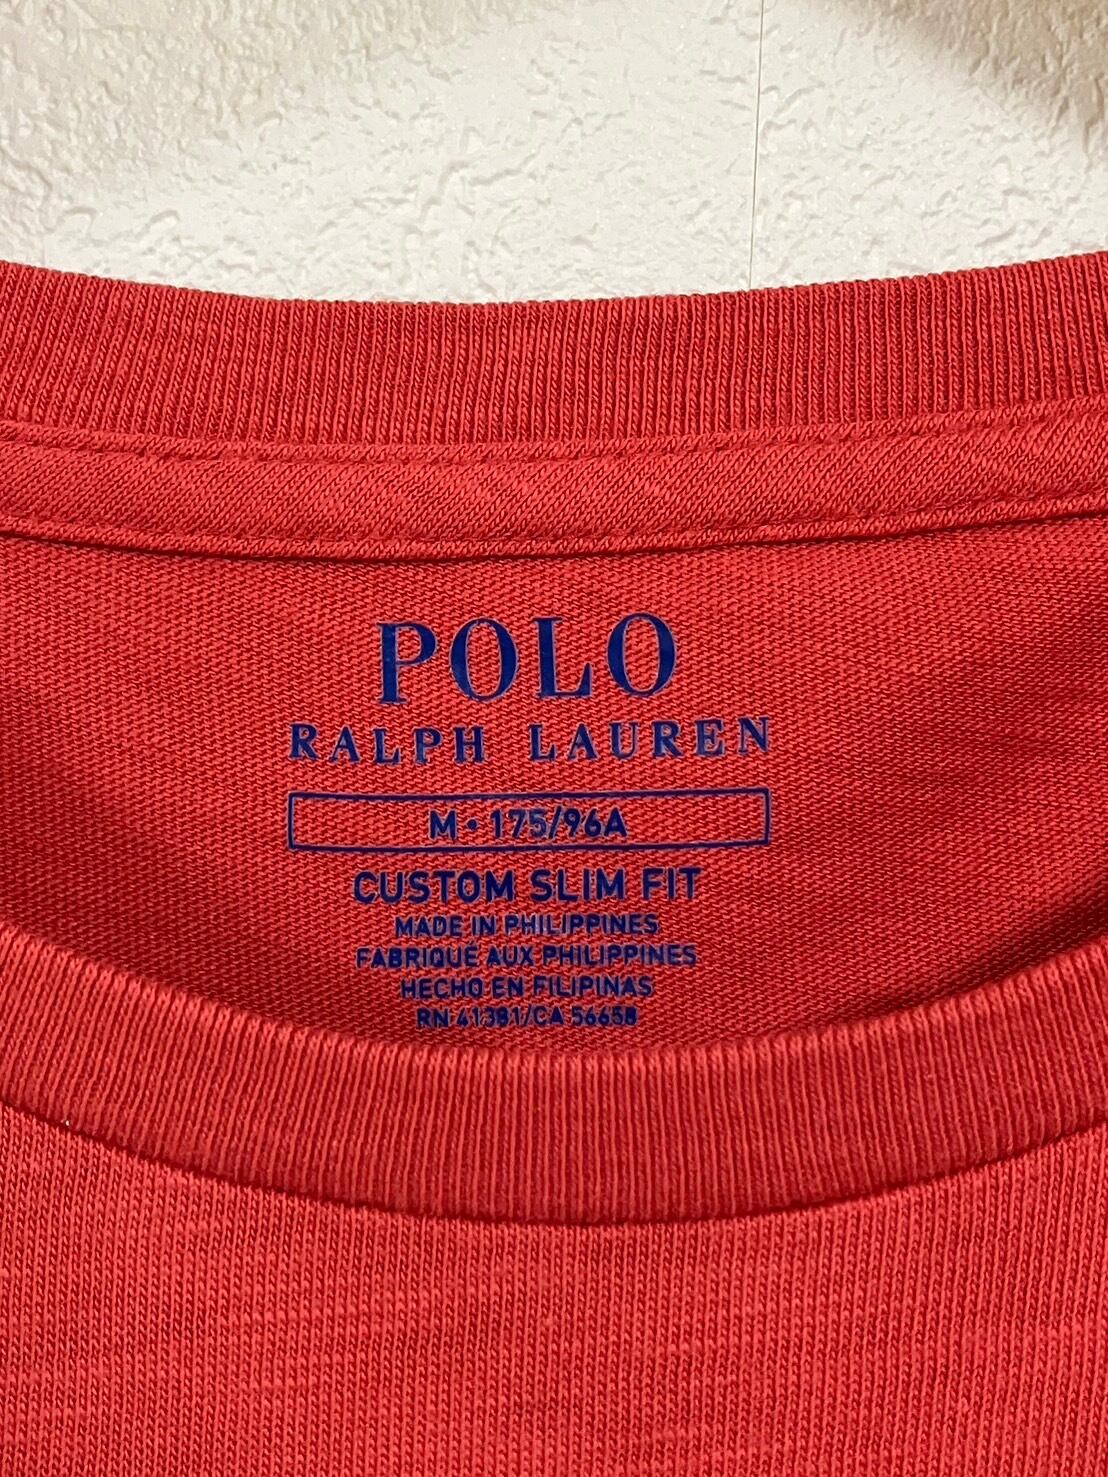 POLO
RALPH LAUREN
M • 175/96A
CUSTOM SLIM FIT
MADE IN PHILIPPINES
FABRIQUÉ AUX PHILIPPINES
HECHO EN FILIPINAS
RN 41381/CA 56658